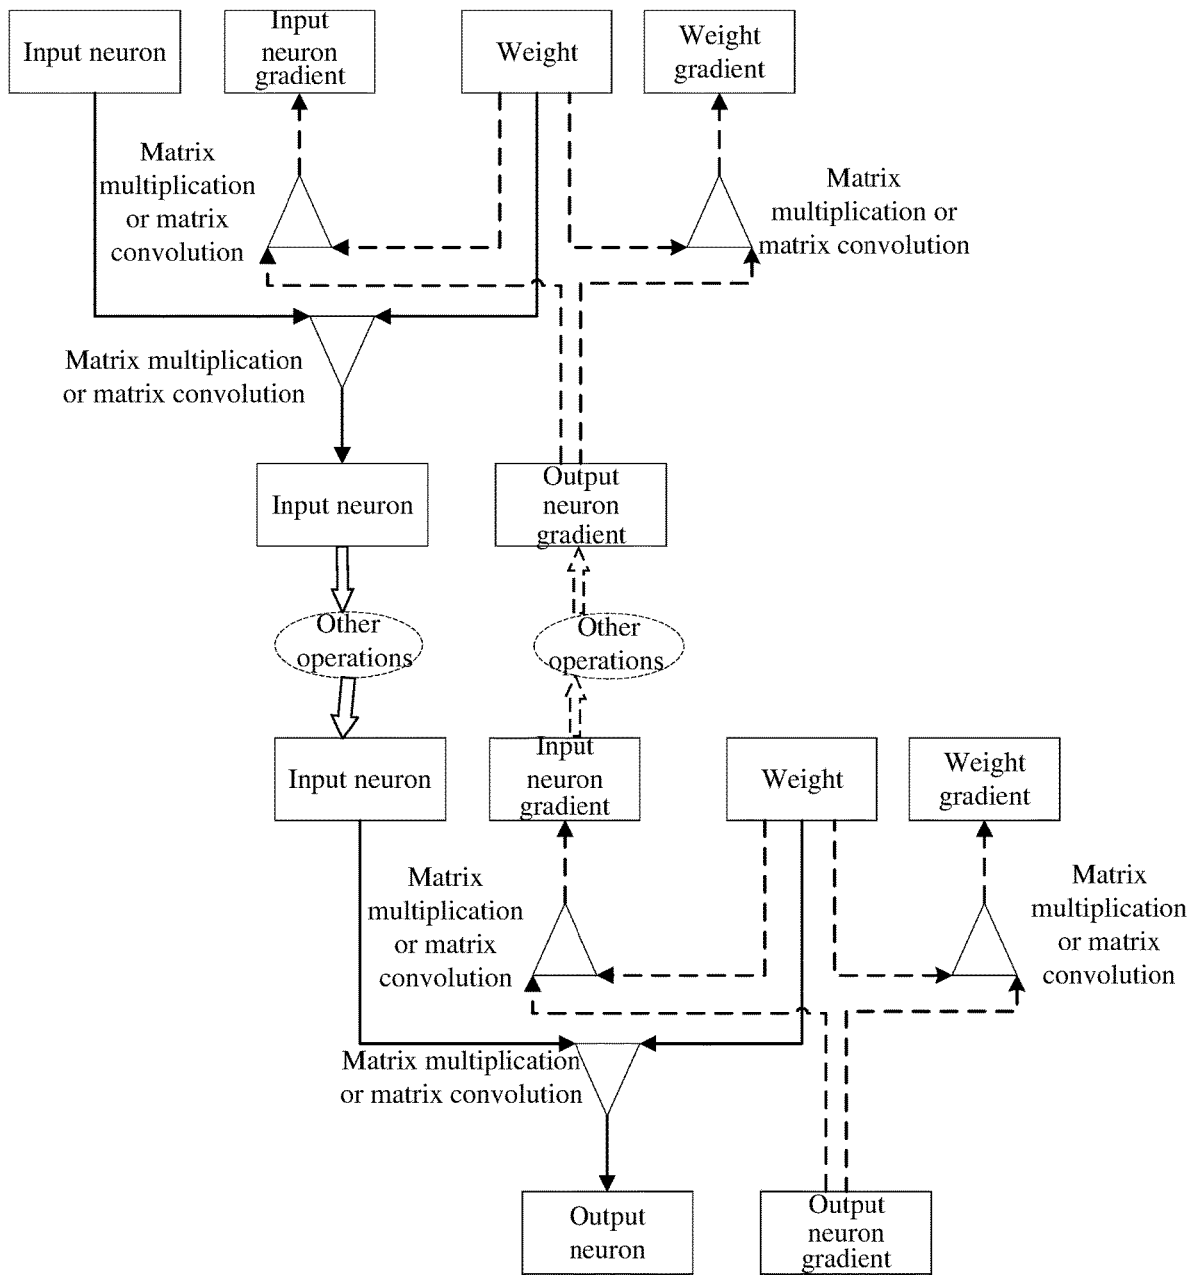 Input neuron
Input
neuron
gradient
Weight
Weight
gradient
Matrix
multiplication
or matrix
convolution
Matrix
multiplication or
matrix convolution
Matrix multiplication
or matrix convolution
Input neuron
Output
neuron
gradient
Other
operations
Other
operations
Input neuron
Input
neuron
gradient
Weight
Weight
gradient
Matrix
multiplication
or matrix
convolution
Matrix
multiplication
or matrix
convolution
Matrix multiplication
or matrix convolution
Output
neuron
Output
neuron
gradient